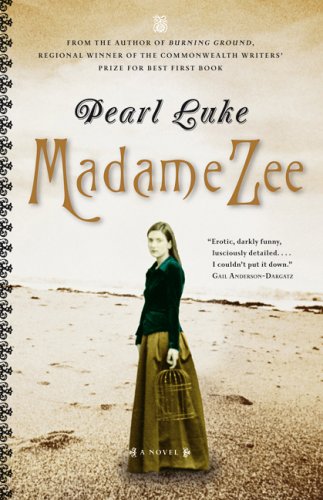 FROM THE AUTHOR OF BURNING GROUND,
REGIONAL WINNER OF THE COMMONWEALTH WRITERS'
PRIZE FOR BEST FIRST BOOK
Pearl Luke
Madame Zee
"Erotic, darkly funny,
lusciously detailed. . . .
I couldn't put it down."
Gail Anderson-Dargatz
A NOVEL